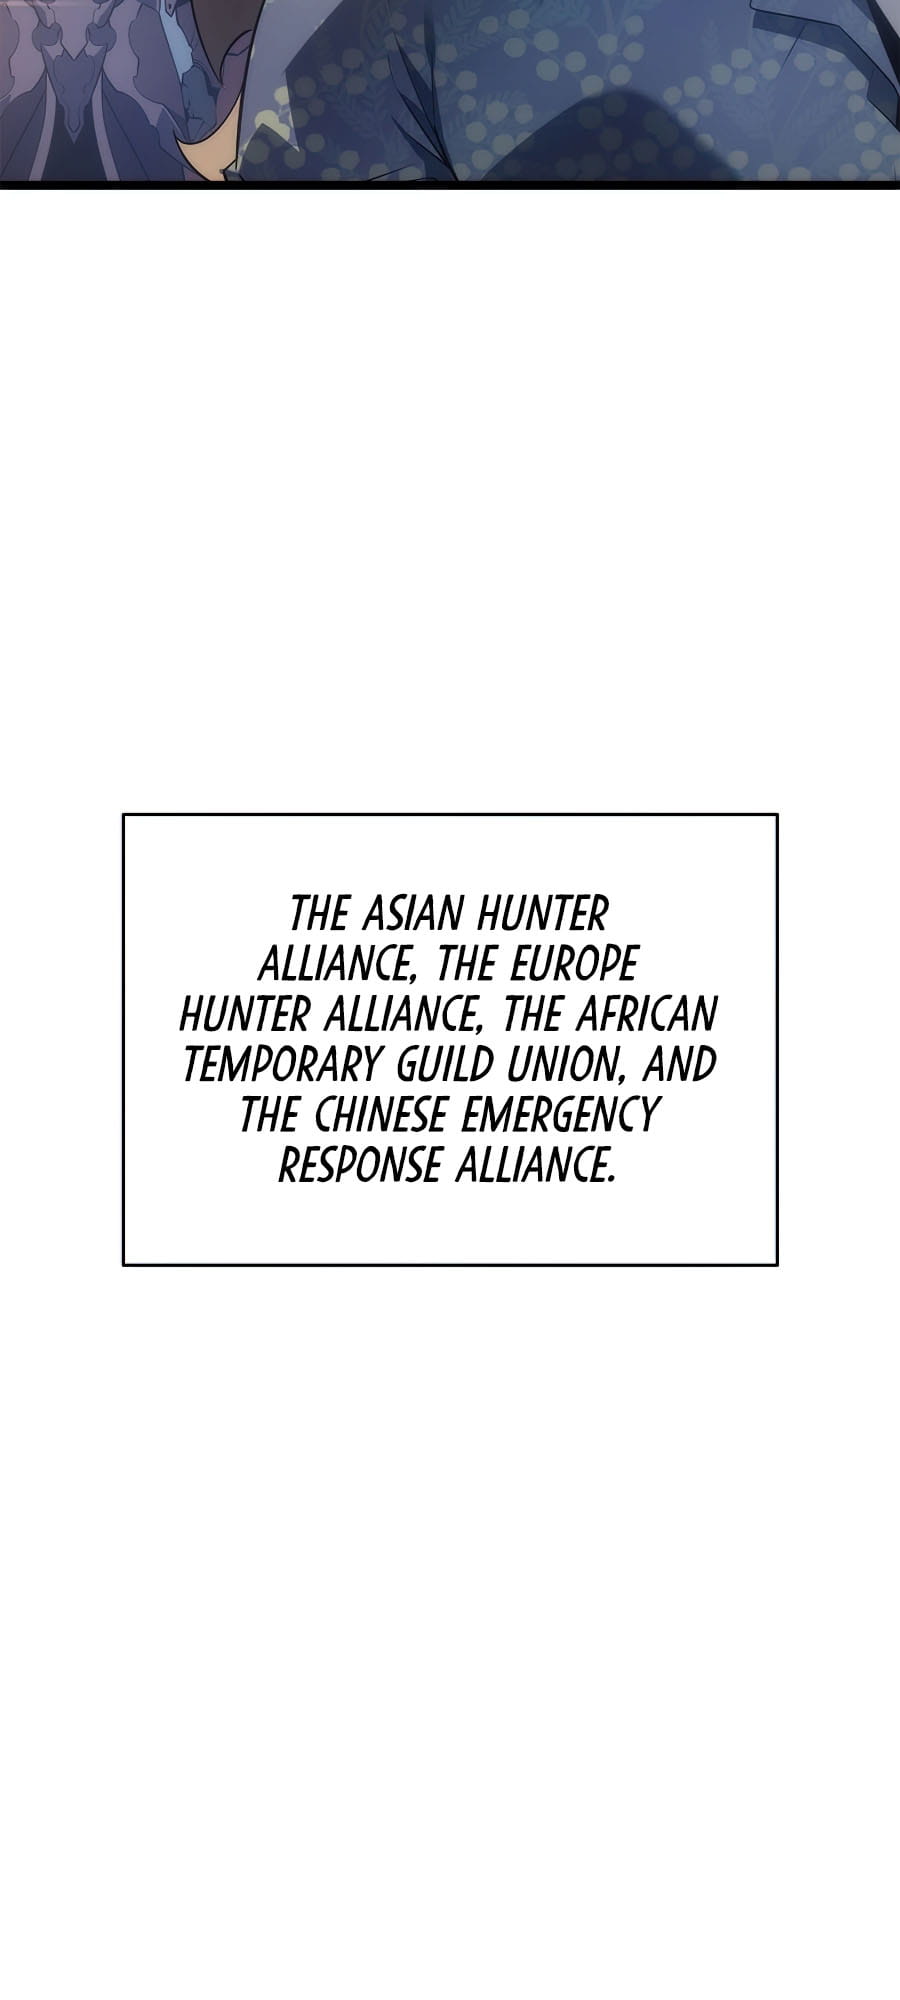 THE ASIAN HUNTER
ALLIANCE, THE EUROPE
HUNTER ALLIANCE, THE AFRICAN
TEMPORARY GUILD UNION, AND
THE CHINESE EMERGENCY
RESPONSE ALLIANCE.